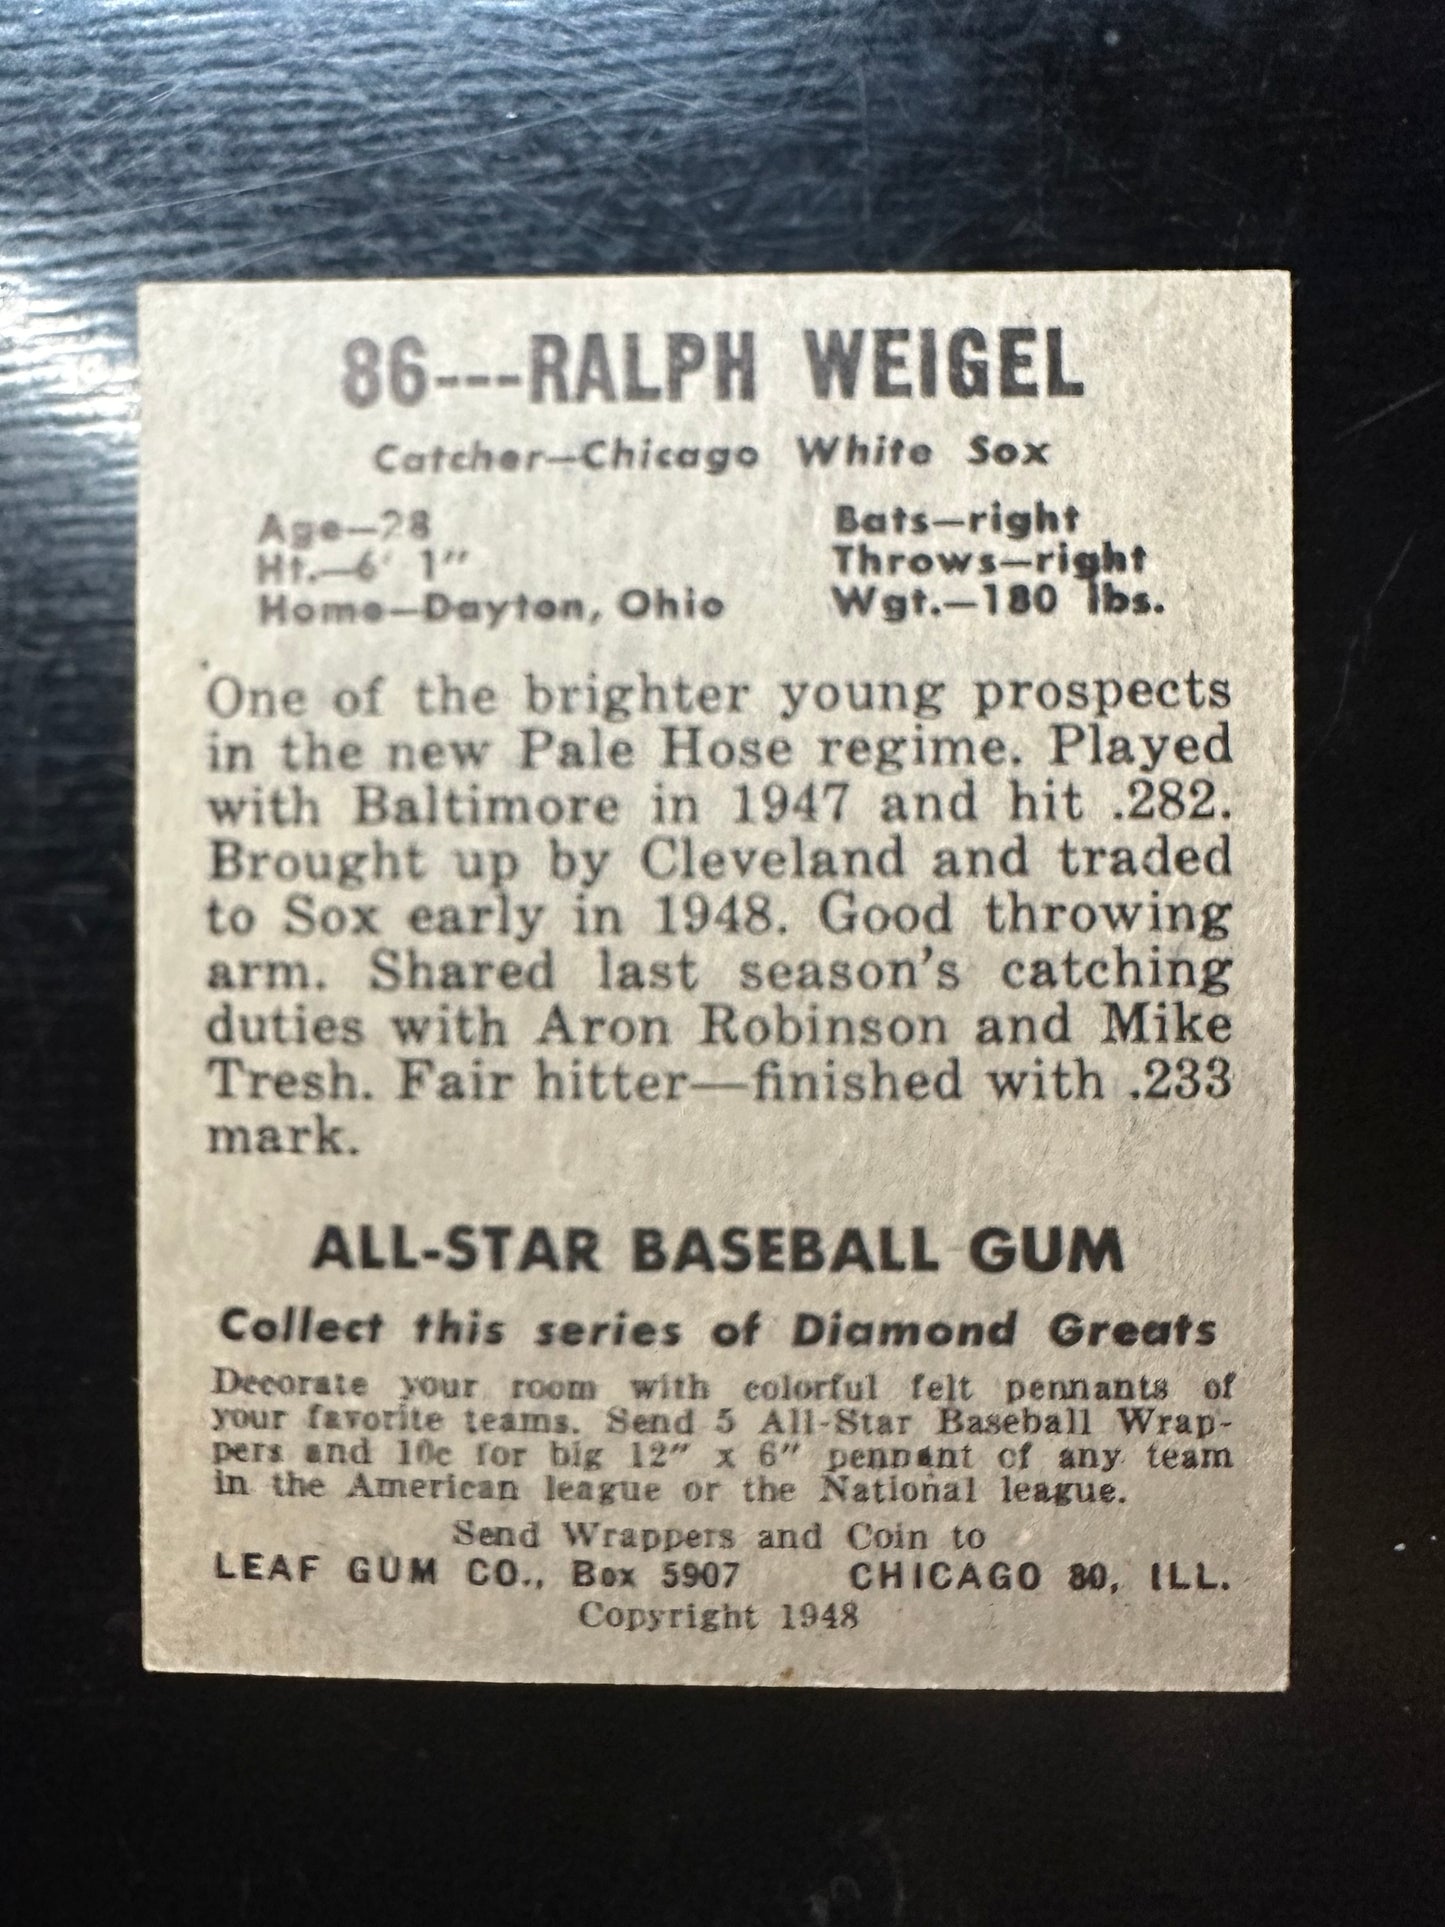 86---RALPH WEIGEL
Catcher—Chicago White Sox
Age—28 Bats—right
Ht.—6' 1" Throws—right
Home—Dayton, Ohio Wgt.—180 lbs.
One of the brighter young prospects
in the new Pale Hose regime. Played
with Baltimore in 1947 and hit .282.
Brought up by Cleveland and traded
to Sox early in 1948. Good throwing
arm. Shared last season's catching
duties with Aron Robinson and Mike
Tresh. Fair hitter—finished with .233
mark.
ALL-STAR BASEBALL GUM
Collect this series of Diamond Greats
Decorate your room with colorful felt pennants of
your favorite teams. Send 5 All-Star Baseball Wrap-
pers and 10c for big 12" x 6" pennant of any team
in the American league or the National league.
Send Wrappers and Coin to
LEAF GUM CO., Box 5907 CHICAGO 80, ILL.
Copyright 1948